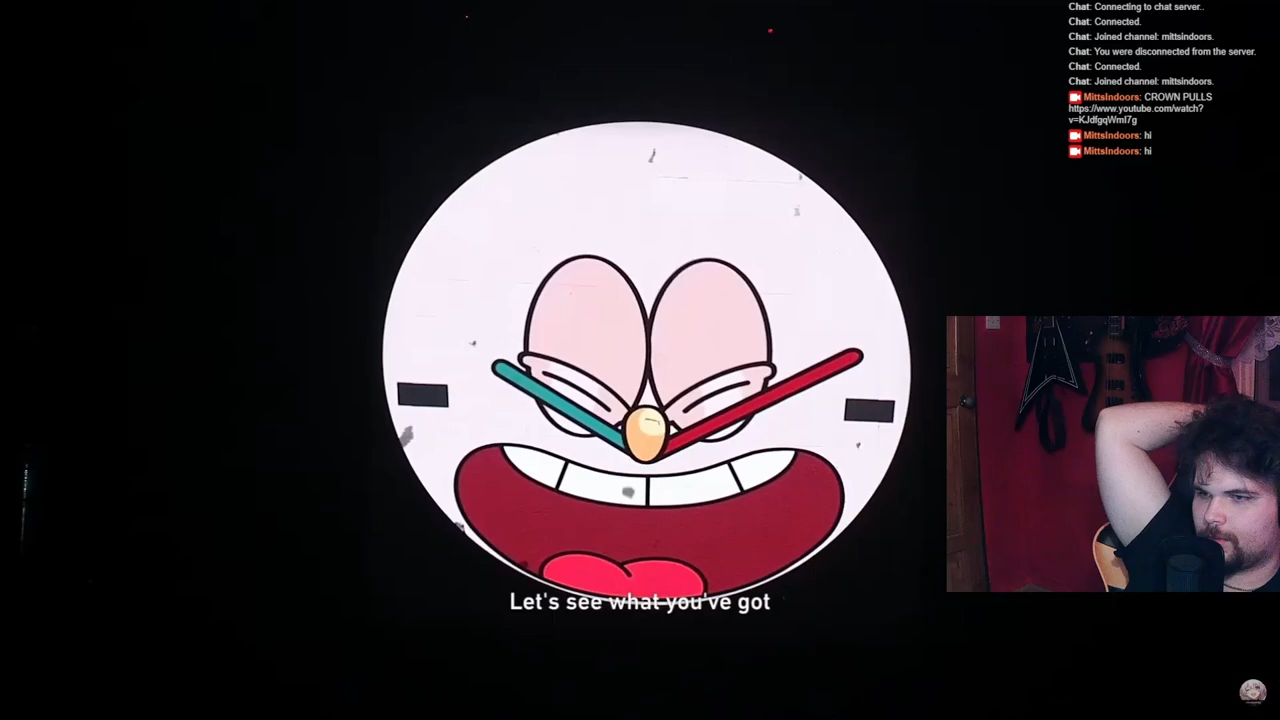 Chat: Connecting to chat server..
Chat: Connected.
Chat: Joined channel: mittsindoors.
Chat: You were disconnected from the server.
Chat: Connected.
Chat: Joined channel: mittsindoors.
MittsIndoors: CROWN PULLS
https://www.youtube.com/watch?
v=KJdfgqWmI7g
MittsIndoors: hi
MittsIndoors: hi
Let's see what you've got